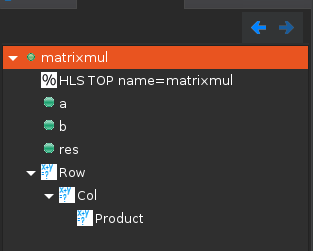 matrixmul
% HLS TOP name=matrixmul
a
b
res
x+y=? Row
x+y=? Col
x+y=? Product